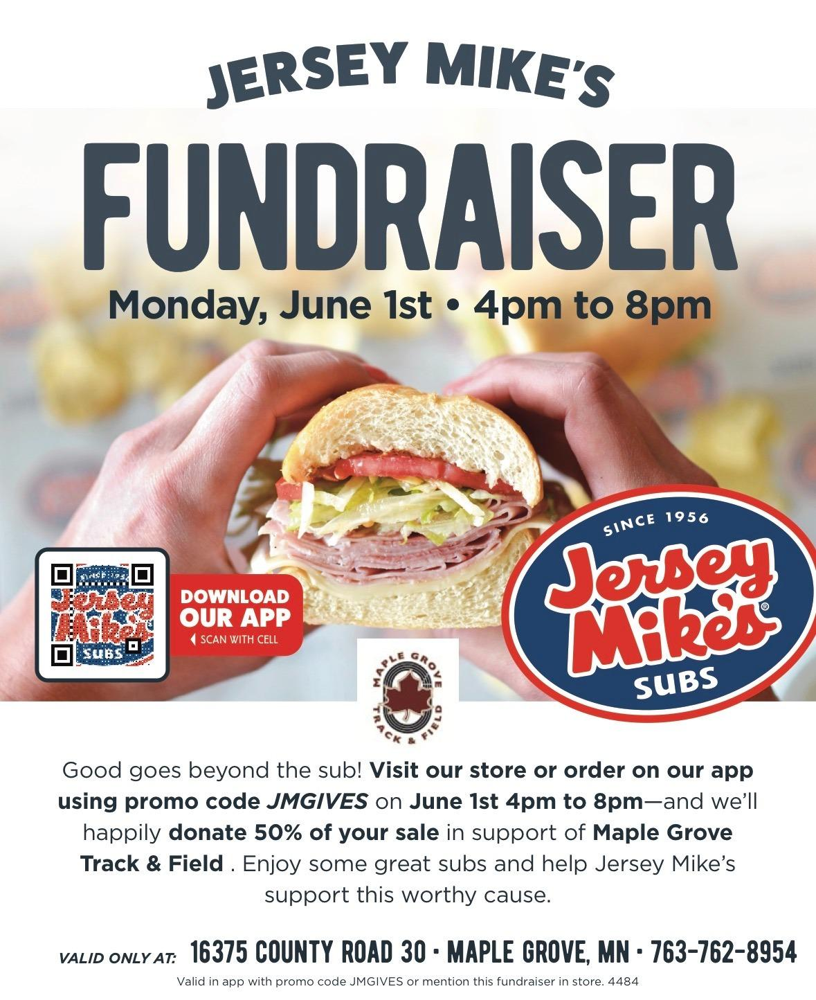 JERSEY MIKE'S
FUNDRAISER
Monday, June 1st • 4pm to 8pm
SINCE 1956
Jersey
Mike's®
SUBS
SINCE 195
Jersey
Mike's
SUBS
DOWNLOAD
OUR APP
SCAN WITH CELL
MAPLE GROVE
TRACK & FIELD
Good goes beyond the sub! Visit our store or order on our app
using promo code JMGIVES on June 1st 4pm to 8pm—and we'll
happily donate 50% of your sale in support of Maple Grove
Track & Field . Enjoy some great subs and help Jersey Mike's
support this worthy cause.
VALID ONLY AT: 16375 COUNTY ROAD 30 • MAPLE GROVE, MN • 763-762-8954
Valid in app with promo code JMGIVES or mention this fundraiser in store. 4484